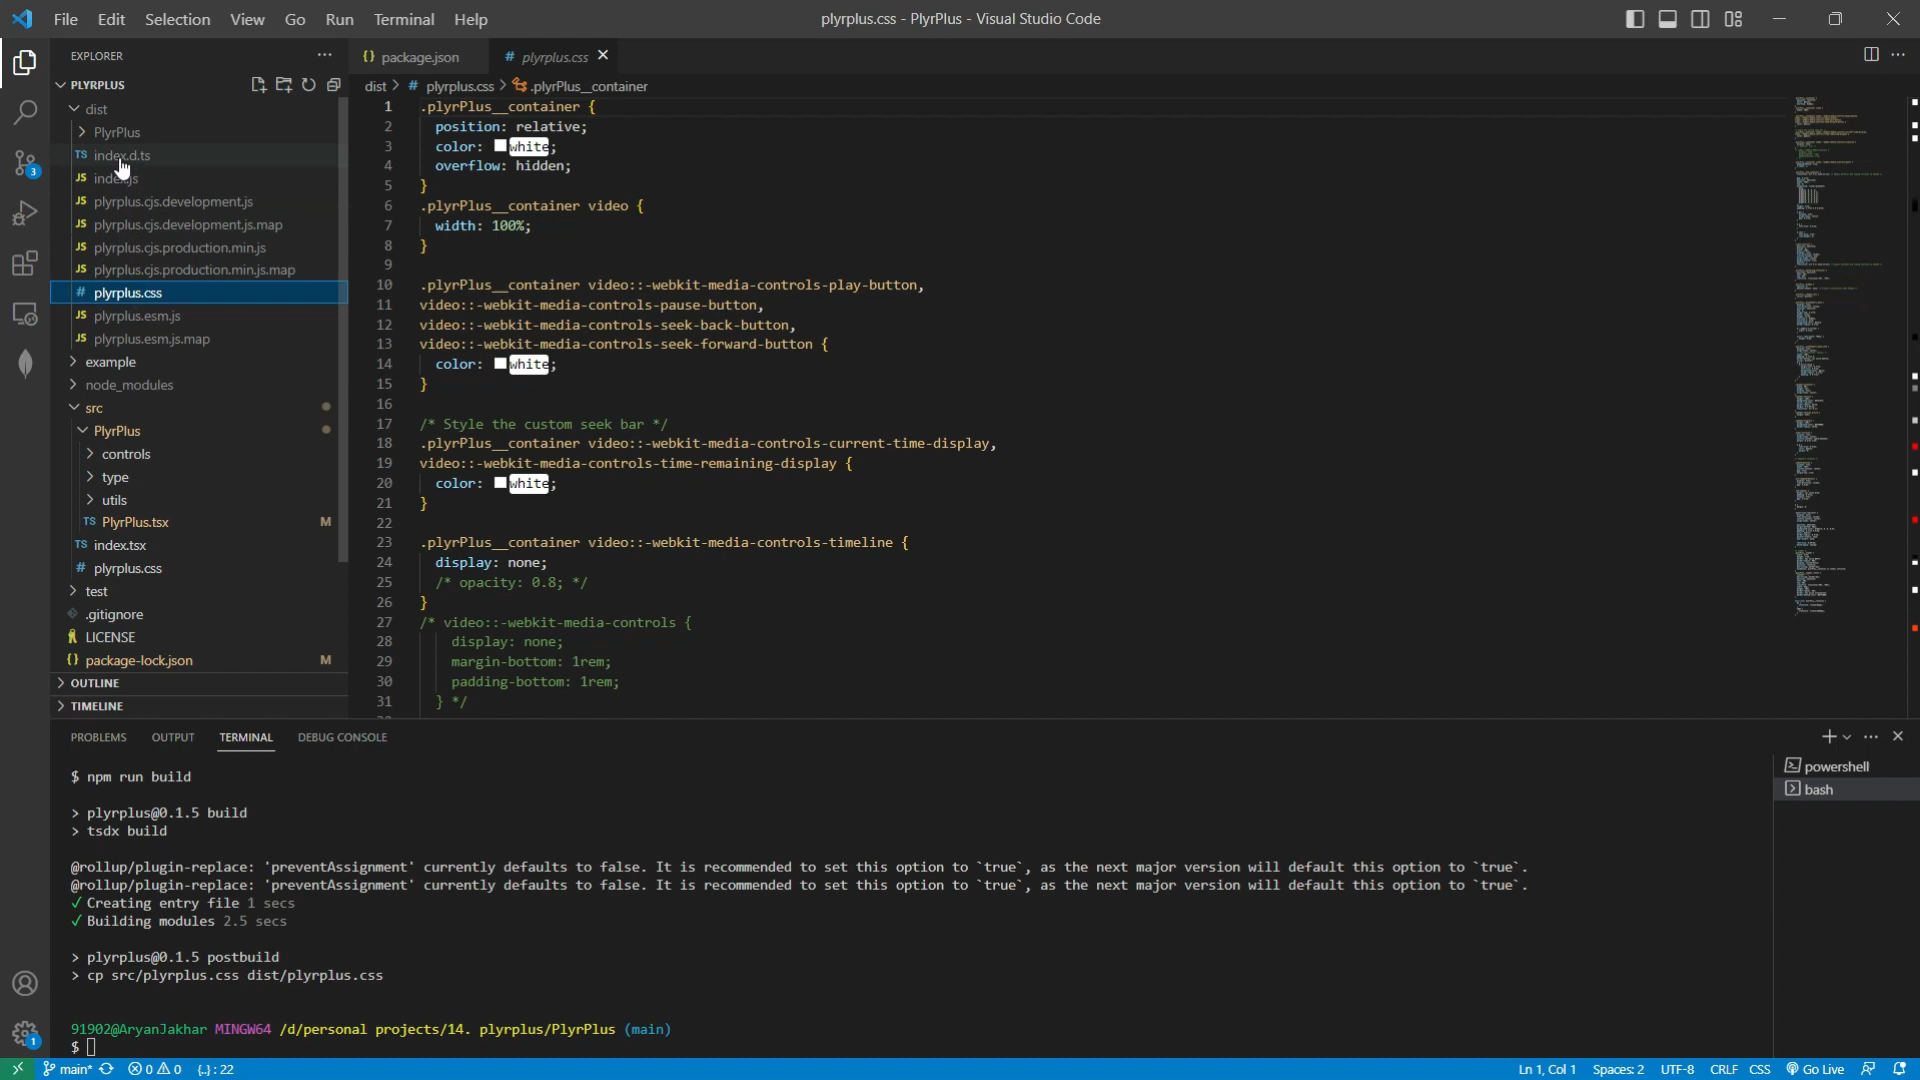 File Edit Selection View Go Run Terminal Help
plyrplus.css - PlyrPlus - Visual Studio Code
EXPLORER
PLYRPLUS
dist
PlyrPlus
TS index.d.ts
JS index.js
JS plyrplus.cjs.development.js
JS plyrplus.cjs.development.js.map
JS plyrplus.cjs.production.min.js
JS plyrplus.cjs.production.min.js.map
# plyrplus.css
JS plyrplus.esm.js
JS plyrplus.esm.js.map
example
node_modules
src
PlyrPlus
controls
type
utils
TS PlyrPlus.tsx M
TS index.tsx
# plyrplus.css
test
.gitignore
LICENSE
{} package-lock.json M
OUTLINE
TIMELINE
3
1
{} package.json
# plyrplus.css
dist > # plyrplus.css > .plyrPlus__container
1 .plyrPlus__container {
2 position: relative;
3 color: white;
4 overflow: hidden;
5 }
6 .plyrPlus__container video {
7 width: 100%;
8 }
9
10 .plyrPlus__container video::-webkit-media-controls-play-button,
11 video::-webkit-media-controls-pause-button,
12 video::-webkit-media-controls-seek-back-button,
13 video::-webkit-media-controls-seek-forward-button {
14 color: white;
15 }
16
17 /* Style the custom seek bar */
18 .plyrPlus__container video::-webkit-media-controls-current-time-display,
19 video::-webkit-media-controls-time-remaining-display {
20 color: white;
21 }
22
23 .plyrPlus__container video::-webkit-media-controls-timeline {
24 display: none;
25 /* opacity: 0.8; */
26 }
27 /* video::-webkit-media-controls {
28 display: none;
29 margin-bottom: 1rem;
30 padding-bottom: 1rem;
31 } */
PROBLEMS OUTPUT TERMINAL DEBUG CONSOLE
$ npm run build
> plyrplus@0.1.5 build
> tsdx build
@rollup/plugin-replace: 'preventAssignment' currently defaults to false. It is recommended to set this option to `true`, as the next major version will default this option to `true`.
@rollup/plugin-replace: 'preventAssignment' currently defaults to false. It is recommended to set this option to `true`, as the next major version will default this option to `true`.
✓ Creating entry file 1 secs
✓ Building modules 2.5 secs
> plyrplus@0.1.5 postbuild
> cp src/plyrplus.css dist/plyrplus.css
91902@AryanJakhar MINGW64 /d/personal projects/14. plyrplus/PlyrPlus (main)
$
powershell
bash
main* 0 0 {..} : 22
Ln 1, Col 1 Spaces: 2 UTF-8 CRLF CSS Go Live